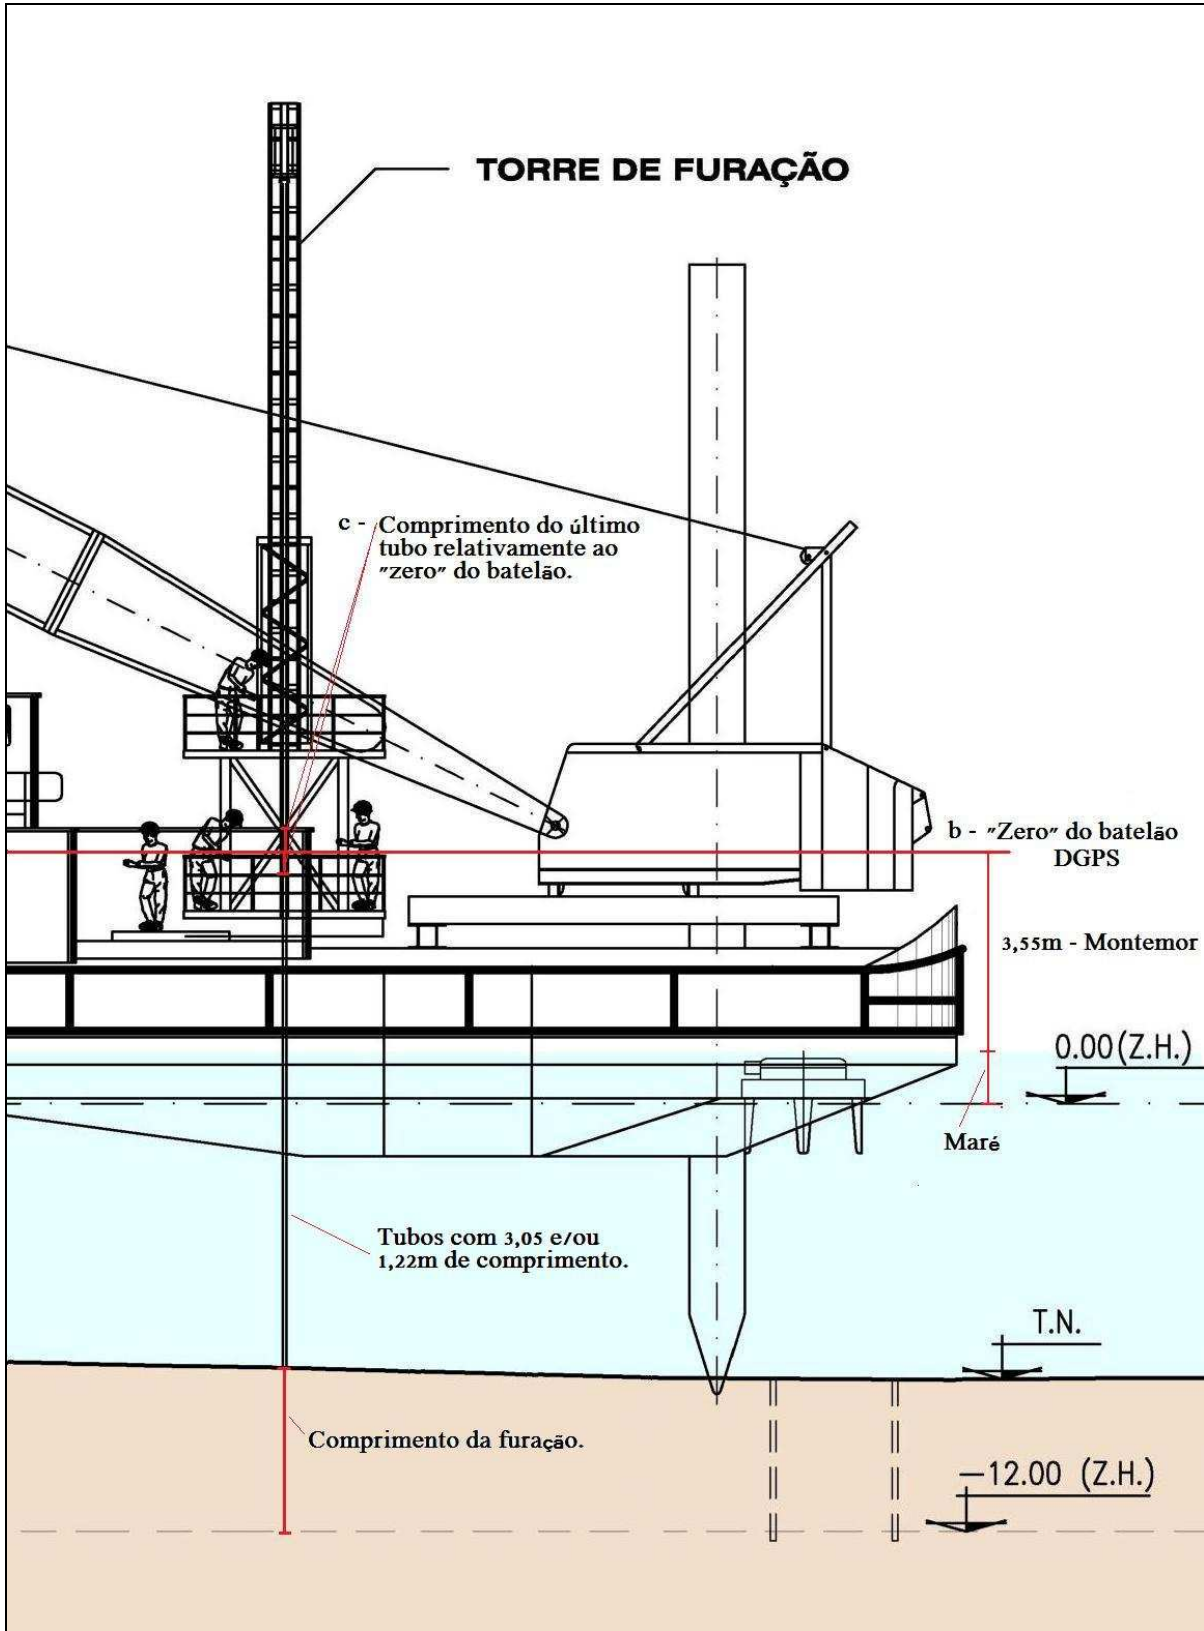 TORRE DE FURAÇÃO
c - Comprimento do último
tubo relativamente ao
"zero" do batelão.
b - "Zero" do batelão
DGPS
3,55m - Montemor
0.00(Z.H.)
Maré
Tubos com 3,05 e/ou
1,22m de comprimento.
T.N.
Comprimento da furação.
-12.00 (Z.H.)